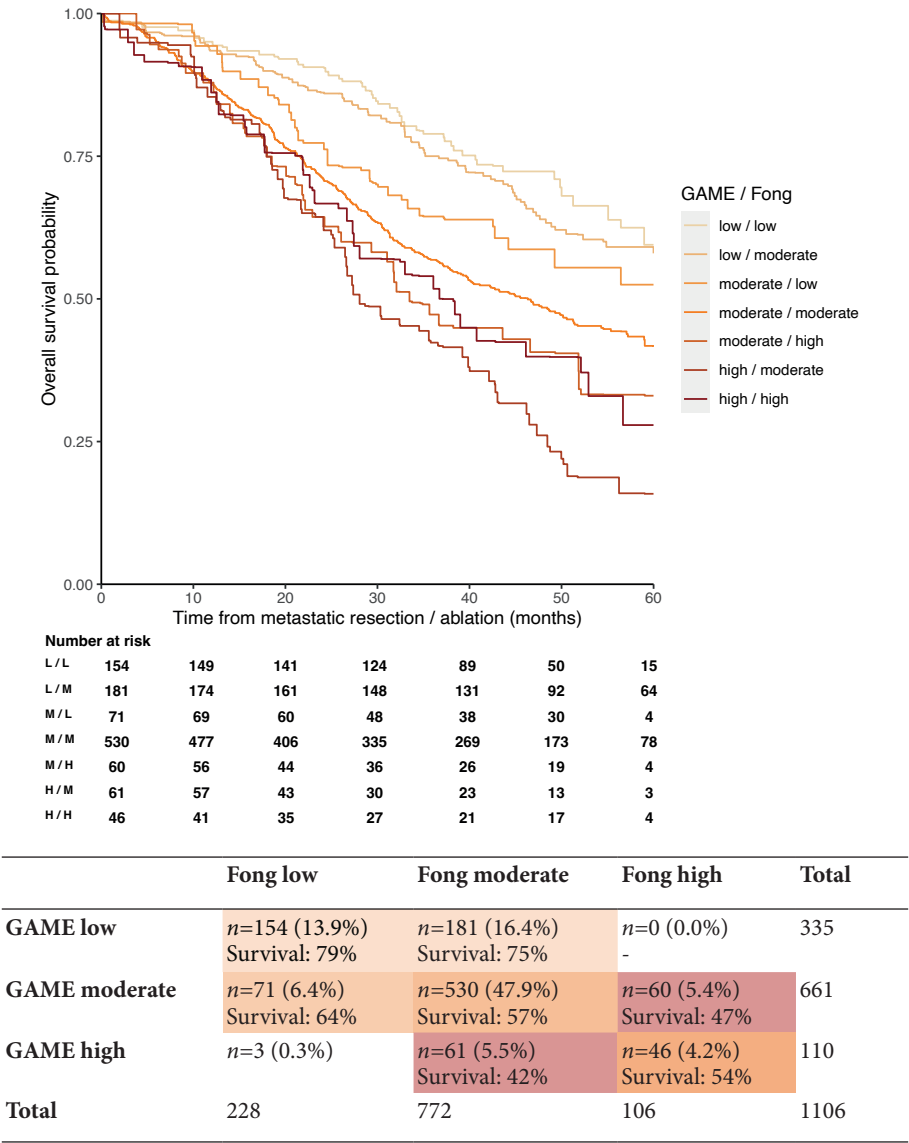 1.00
0.75
0.50
0.25
0.00
Overall survival probability
0 10 20 30 40 50 60
Time from metastatic resection / ablation (months)
GAME / Fong
low / low
low / moderate
moderate / low
moderate / moderate
moderate / high
high / moderate
high / high
Number at risk
L / L 154 149 141 124 89 50 15
L / M 181 174 161 148 131 92 64
M / L 71 69 60 48 38 30 4
M / M 530 477 406 335 269 173 78
M / H 60 56 44 36 26 19 4
H / M 61 57 43 30 23 13 3
H / H 46 41 35 27 21 17 4
Fong low Fong moderate Fong high Total
GAME low n=154 (13.9%) n=181 (16.4%) n=0 (0.0%) 335
Survival: 79% Survival: 75% -
GAME moderate n=71 (6.4%) n=530 (47.9%) n=60 (5.4%) 661
Survival: 64% Survival: 57% Survival: 47%
GAME high n=3 (0.3%) n=61 (5.5%) n=46 (4.2%) 110
Survival: 42% Survival: 54%
Total 228 772 106 1106